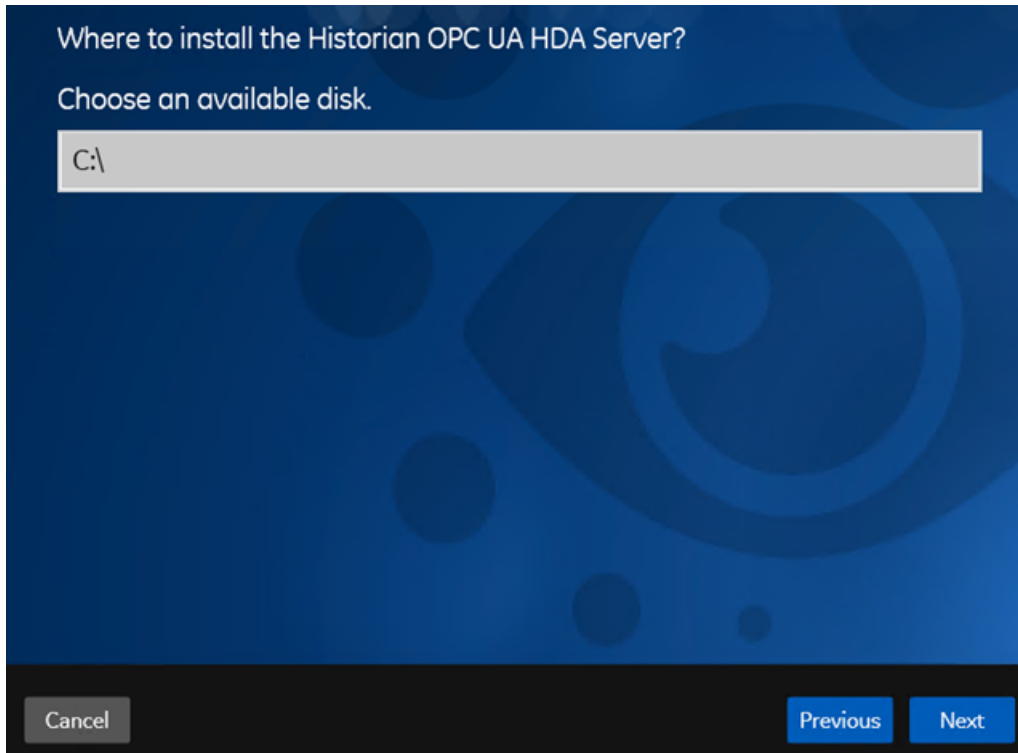 Where to install the Historian OPC UA HDA Server?
Choose an available disk.
C:\
Cancel
Previous
Next